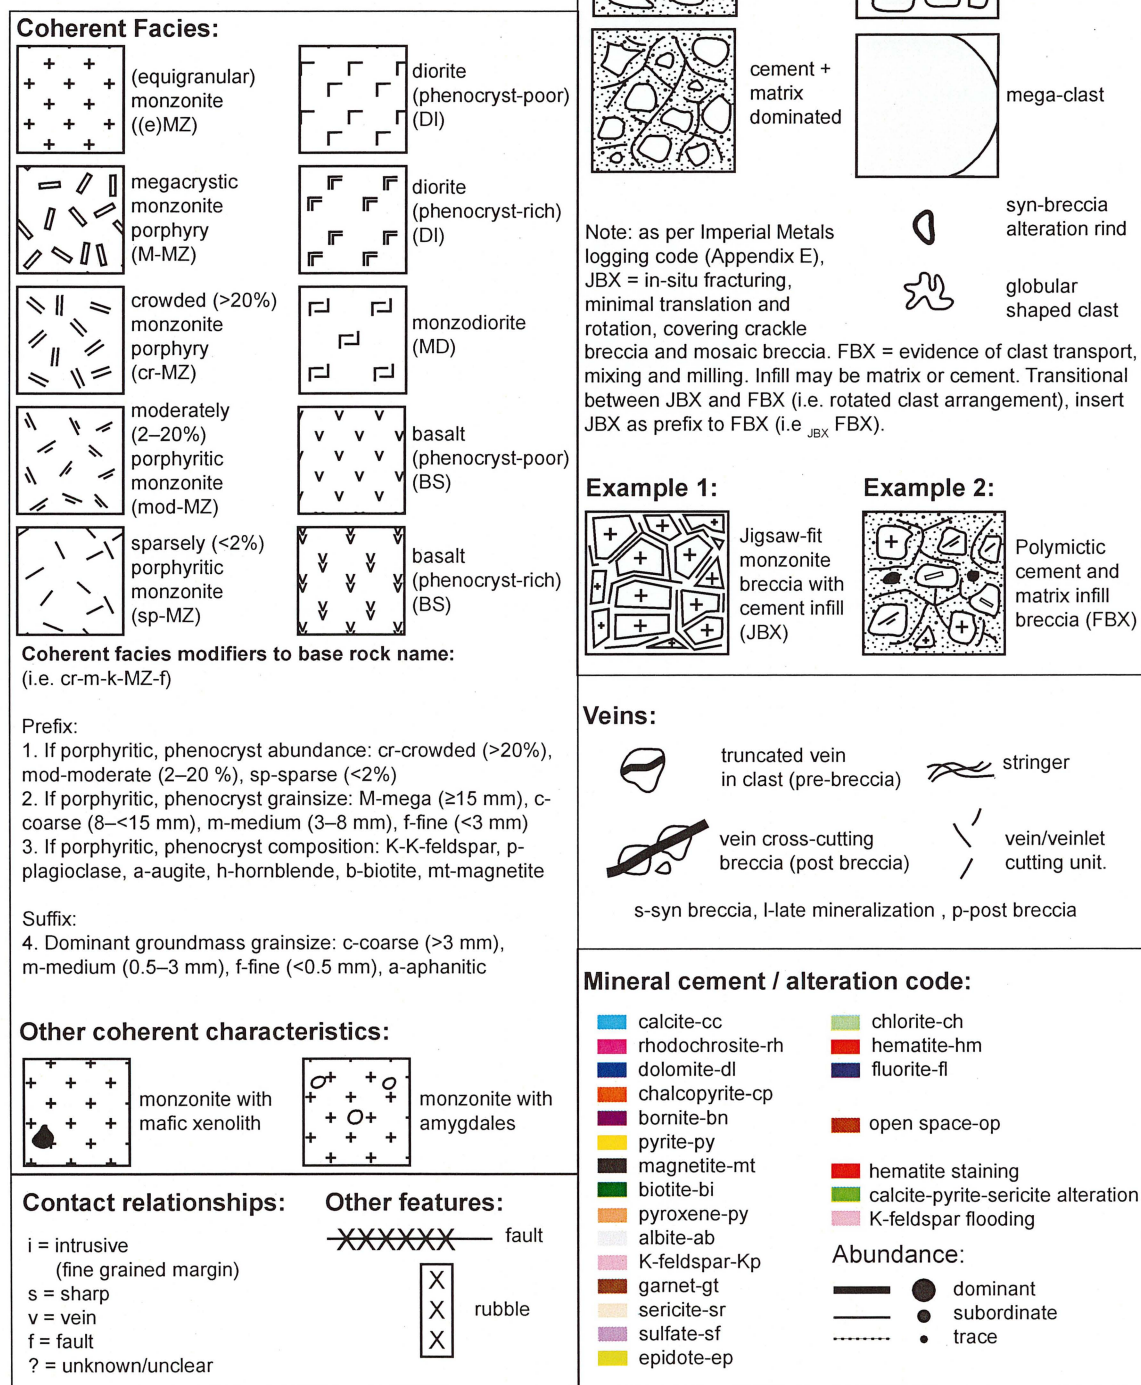 Coherent Facies:
(equigranular)
monzonite
((e)MZ)
diorite
(phenocryst-poor)
(DI)
megacrystic
monzonite
porphyry
(M-MZ)
diorite
(phenocryst-rich)
(DI)
crowded (>20%)
monzonite
porphyry
(cr-MZ)
monzodiorite
(MD)
moderately
(2–20%)
porphyritic
monzonite
(mod-MZ)
basalt
(phenocryst-poor)
(BS)
sparsely (<2%)
porphyritic
monzonite
(sp-MZ)
basalt
(phenocryst-rich)
(BS)
Coherent facies modifiers to base rock name:
(i.e. cr-m-k-MZ-f)
Prefix:
1. If porphyritic, phenocryst abundance: cr-crowded (>20%),
mod-moderate (2–20 %), sp-sparse (<2%)
2. If porphyritic, phenocryst grainsize: M-mega (≥15 mm), c-
coarse (8–<15 mm), m-medium (3–8 mm), f-fine (<3 mm)
3. If porphyritic, phenocryst composition: K-K-feldspar, p-
plagioclase, a-augite, h-hornblende, b-biotite, mt-magnetite
Suffix:
4. Dominant groundmass grainsize: c-coarse (>3 mm),
m-medium (0.5–3 mm), f-fine (<0.5 mm), a-aphanitic
Other coherent characteristics:
monzonite with
mafic xenolith
monzonite with
amygdales
Contact relationships:
i = intrusive
(fine grained margin)
s = sharp
v = vein
f = fault
? = unknown/unclear
Other features:
fault
X
X
X
rubble
cement +
matrix
dominated
mega-clast
syn-breccia
alteration rind
globular
shaped clast
Note: as per Imperial Metals
logging code (Appendix E),
JBX = in-situ fracturing,
minimal translation and
rotation, covering crackle
breccia and mosaic breccia. FBX = evidence of clast transport,
mixing and milling. Infill may be matrix or cement. Transitional
between JBX and FBX (i.e. rotated clast arrangement), insert
JBX as prefix to FBX (i.e JBX FBX).
Example 1:
Jigsaw-fit
monzonite
breccia with
cement infill
(JBX)
Example 2:
Polymictic
cement and
matrix infill
breccia (FBX)
Veins:
truncated vein
in clast (pre-breccia)
stringer
vein cross-cutting
breccia (post breccia)
vein/veinlet
cutting unit.
s-syn breccia, l-late mineralization , p-post breccia
Mineral cement / alteration code:
calcite-cc
rhodochrosite-rh
dolomite-dl
chalcopyrite-cp
bornite-bn
pyrite-py
magnetite-mt
biotite-bi
pyroxene-py
albite-ab
K-feldspar-Kp
garnet-gt
sericite-sr
sulfate-sf
epidote-ep
chlorite-ch
hematite-hm
fluorite-fl
open space-op
hematite staining
calcite-pyrite-sericite alteration
K-feldspar flooding
Abundance:
dominant
subordinate
trace